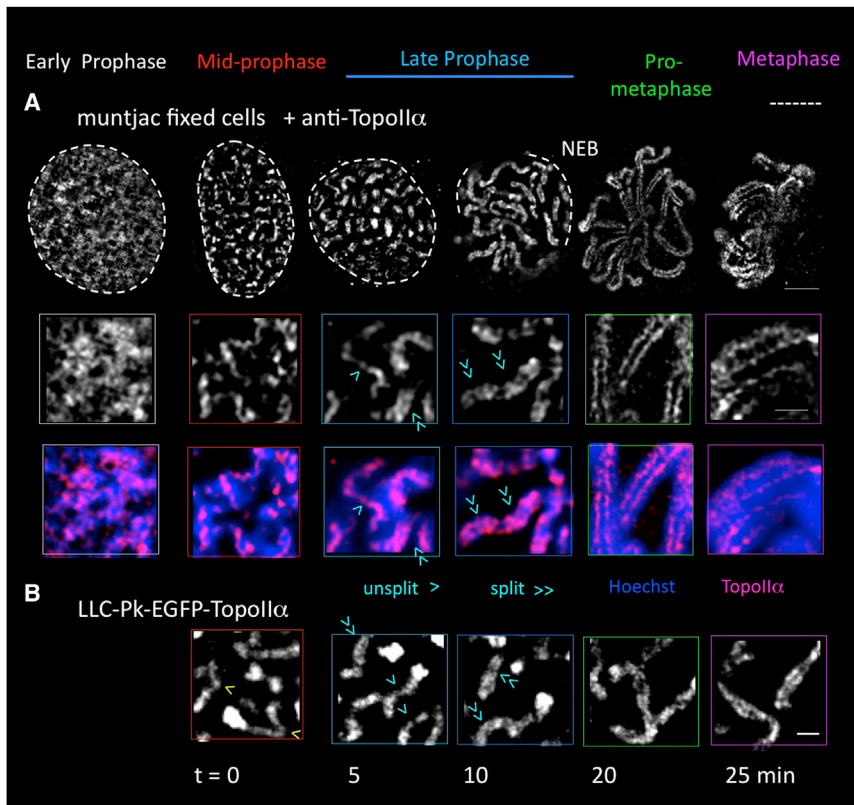 Early Prophase Mid-prophase Late Prophase Pro-metaphase Metaphase
A
muntjac fixed cells + anti-TopoIIα
NEB
B
unsplit > split >> Hoechst TopoIIα
LLC-Pk-EGFP-TopoIIα
t = 0 5 10 20 25 min